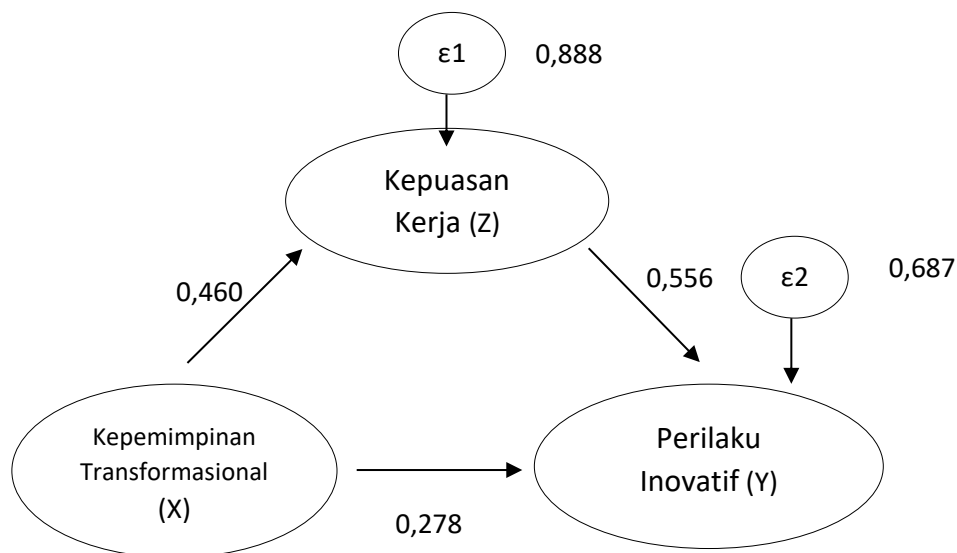 ε1
0,888
Kepuasan
Kerja (Z)
0,460
0,556
ε2
0,687
Kepemimpinan
Transformasional
(X)
Perilaku
Inovatif (Y)
0,278